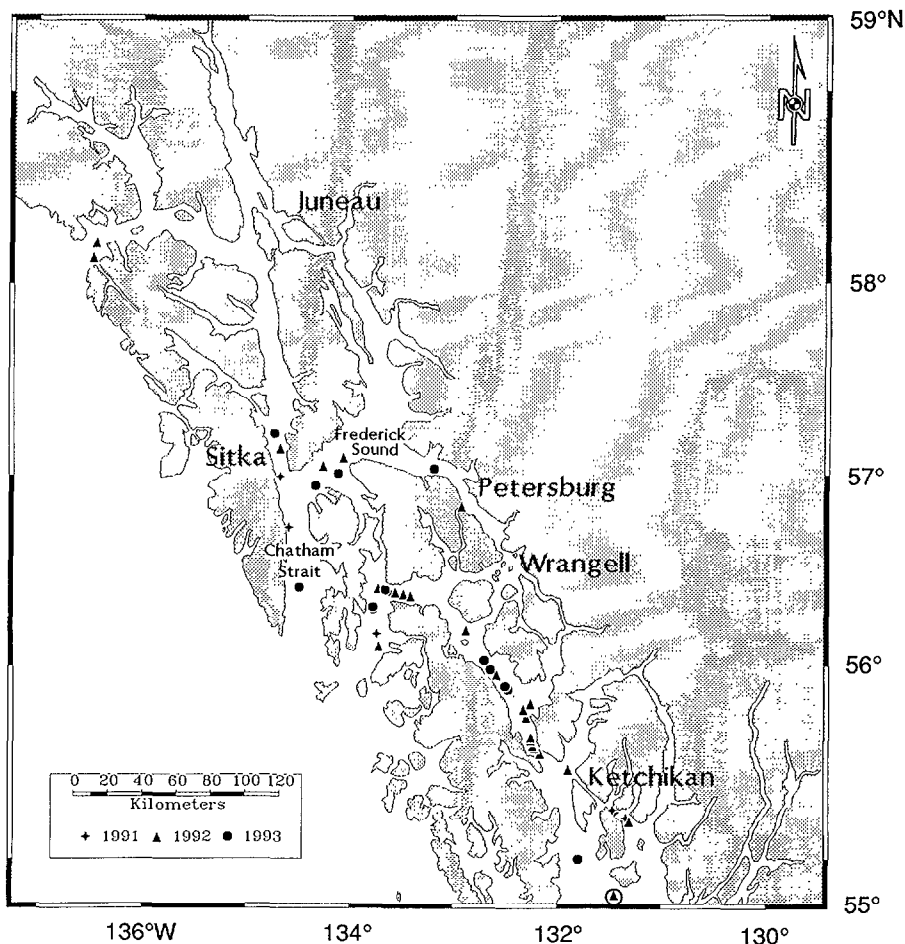 59°N
N
Juneau
58°
Frederick
Sound
Sitka
57°
Petersburg
Chatham
Strait
Wrangell
56°
Ketchikan
0 20 40 60 80 100 120
Kilometers
1991 1992 1993
55°
136°W 134° 132° 130°